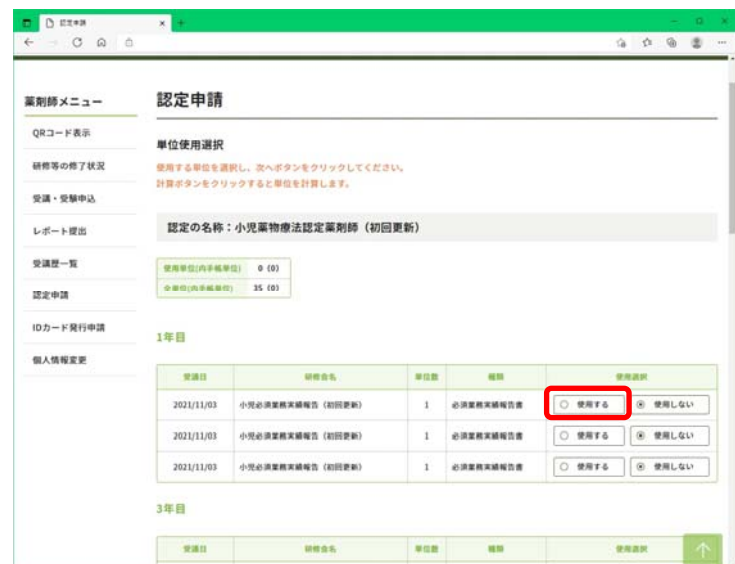 認定申請
薬剤師メニュー
QRコード表示
研修等の修了状況
受講・受験申込
レポート提出
受講歴一覧
認定申請
IDカード発行申請
個人情報変更
認定申請
単位使用選択
使用する単位を選択し、次へボタンをクリックしてください。
計算ボタンをクリックすると単位を計算します。
認定の名称：小児薬物療法認定薬剤師（初回更新）
使用単位(内手帳単位) 0 (0)
全単位(内手帳単位) 35 (0)
1年目
受講日 研修会名 単位数 種類 使用選択
2021/11/03 小児必須業務実績報告（初回更新） 1 必須業務実績報告書 使用する 使用しない
2021/11/03 小児必須業務実績報告（初回更新） 1 必須業務実績報告書 使用する 使用しない
2021/11/03 小児必須業務実績報告（初回更新） 1 必須業務実績報告書 使用する 使用しない
3年目
受講日 研修会名 単位数 種類 使用選択